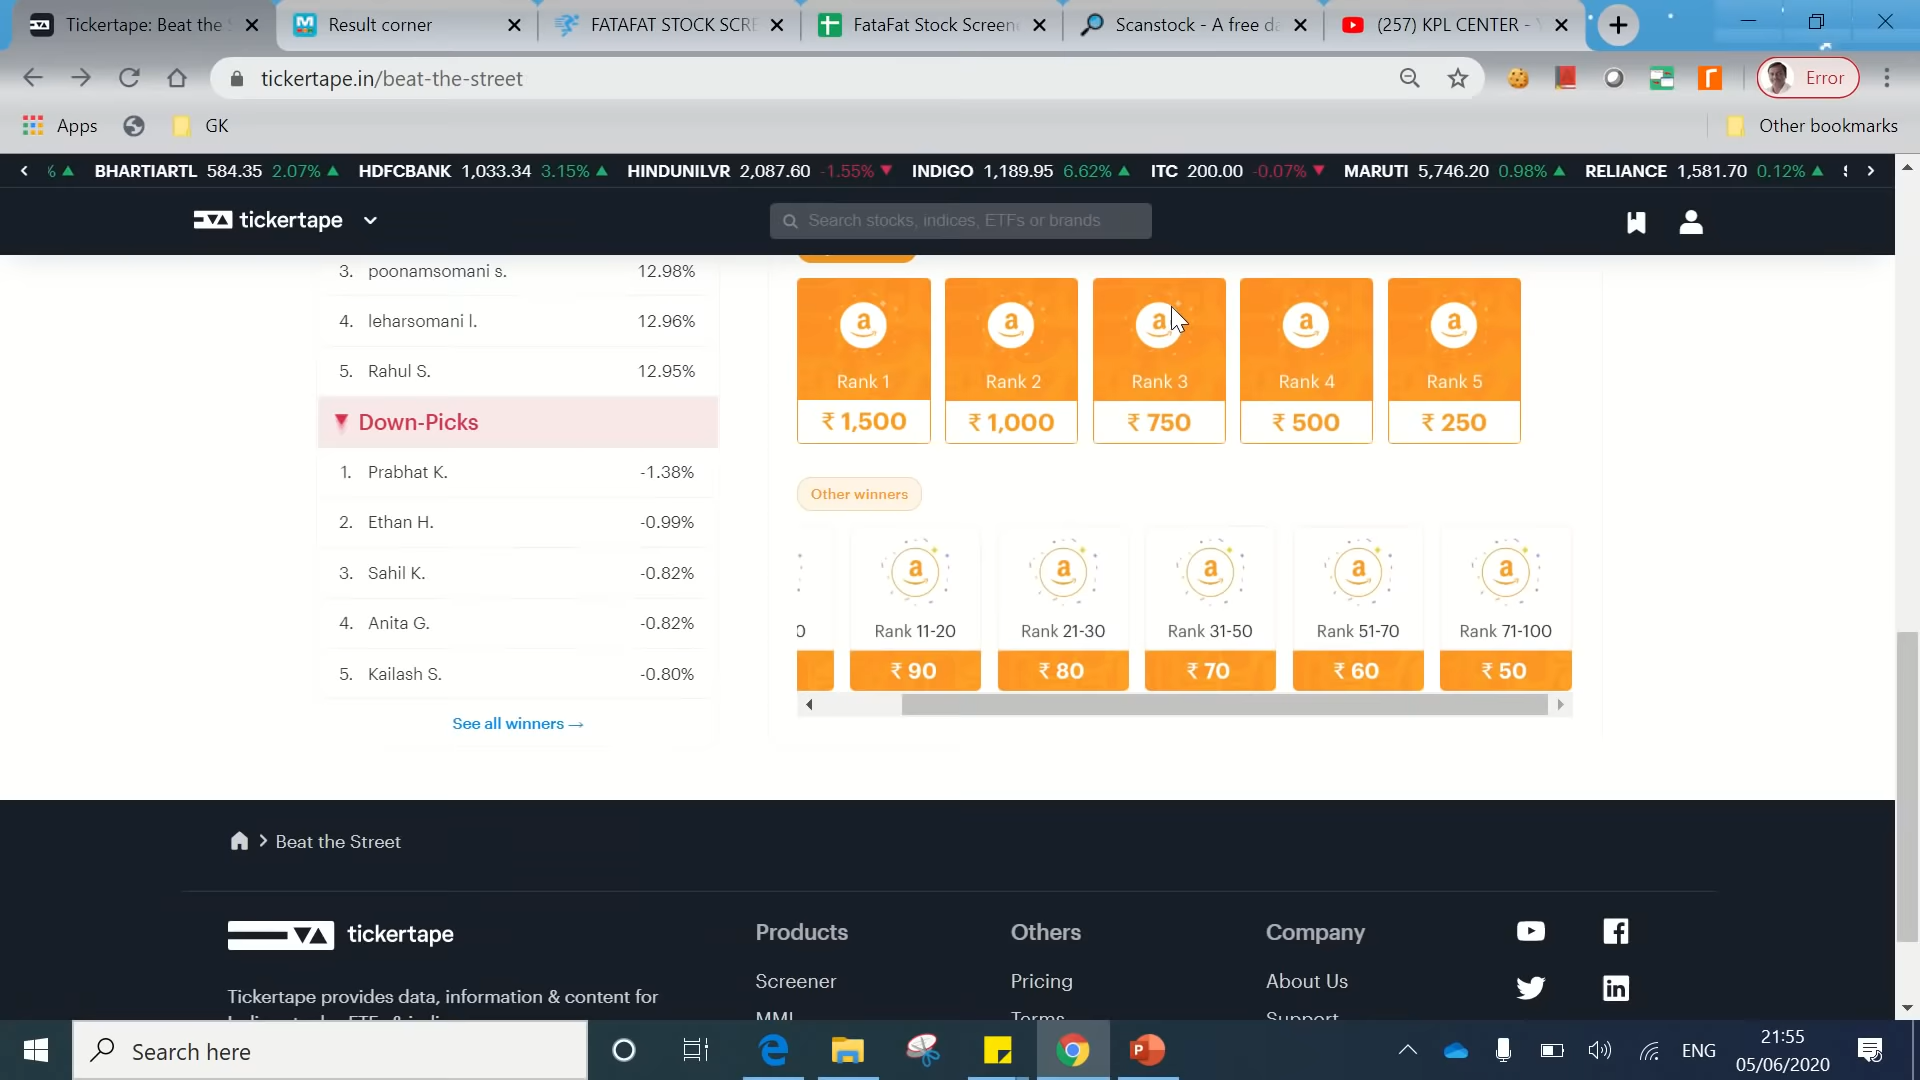 Tickertape: Beat the S
Result corner
FATAFAT STOCK SCRE
FataFat Stock Screen
Scanstock - A free da
(257) KPL CENTER - Y
tickertape.in/beat-the-street
Error
Apps
GK
Other bookmarks
% BHARTIARTL 584.35 2.07% HDFCBANK 1,033.34 3.15% HINDUNILVR 2,087.60 -1.55% INDIGO 1,189.95 6.62% ITC 200.00 -0.07% MARUTI 5,746.20 0.98% RELIANCE 1,581.70 0.12%
tickertape
Search stocks, indices, ETFs or brands
3. poonamsomani s. 12.98%
4. leharsomani l. 12.96%
5. Rahul S. 12.95%
Down-Picks
1. Prabhat K. -1.38%
2. Ethan H. -0.99%
3. Sahil K. -0.82%
4. Anita G. -0.82%
5. Kailash S. -0.80%
See all winners →
a a a a a
Rank 1 Rank 2 Rank 3 Rank 4 Rank 5
₹ 1,500 ₹ 1,000 ₹ 750 ₹ 500 ₹ 250
Other winners
a a a a a
0 Rank 11-20 Rank 21-30 Rank 31-50 Rank 51-70 Rank 71-100
₹ 90 ₹ 80 ₹ 70 ₹ 60 ₹ 50
Beat the Street
tickertape
Tickertape provides data, information & content for
Products
Screener
MMI
Others
Pricing
Terms
Company
About Us
Support
Search here
ENG
21:55
05/06/2020